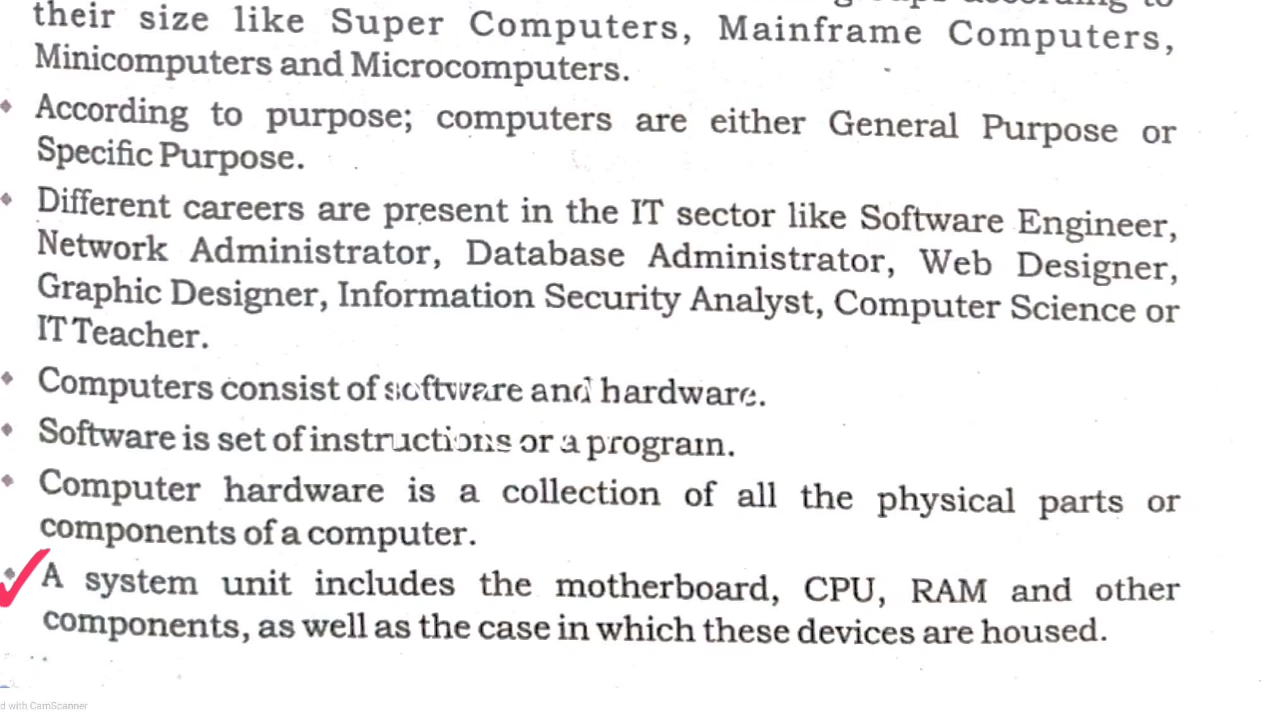 according to
their size like Super Computers, Mainframe Computers,
Minicomputers and Microcomputers.
According to purpose; computers are either General Purpose or
Specific Purpose.
Different careers are present in the IT sector like Software Engineer,
Network Administrator, Database Administrator, Web Designer,
Graphic Designer, Information Security Analyst, Computer Science or
IT Teacher.
Computers consist of software and hardware.
Software is set of instructions or a program.
Computer hardware is a collection of all the physical parts or
components of a computer.
A system unit includes the motherboard, CPU, RAM and other
components, as well as the case in which these devices are housed.
d with CamScanner